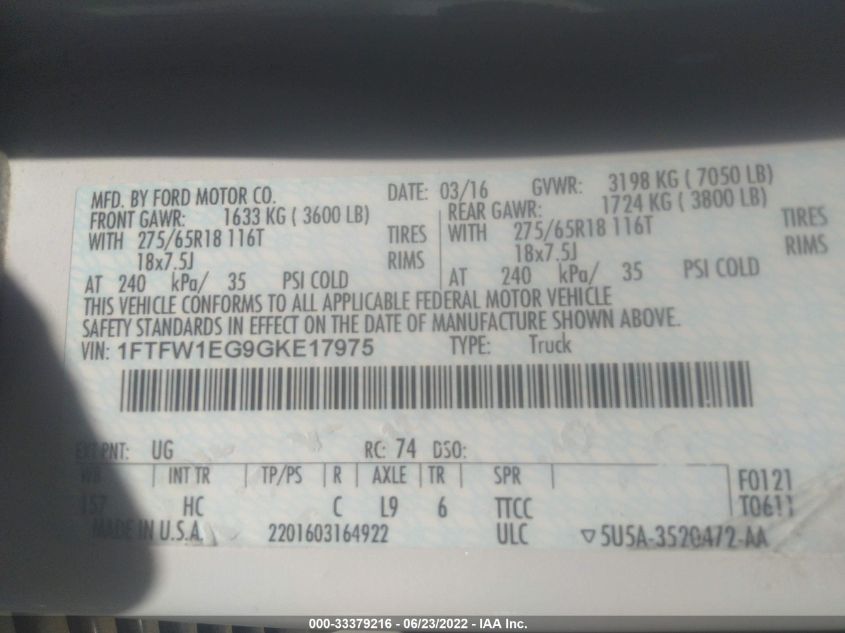 MFD. BY FORD MOTOR CO. DATE: 03/16 GVWR: 3198 KG ( 7050 LB)
FRONT GAWR: 1633 KG ( 3600 LB) REAR GAWR: 1724 KG ( 3800 LB)
WITH 275/65R18 116T TIRES WITH 275/65R18 116T TIRES
18x7.5J RIMS 18x7.5J RIMS
AT 240 kPa/ 35 PSI COLD AT 240 kPa/ 35 PSI COLD
THIS VEHICLE CONFORMS TO ALL APPLICABLE FEDERAL MOTOR VEHICLE
SAFETY STANDARDS IN EFFECT ON THE DATE OF MANUFACTURE SHOWN ABOVE.
VIN: 1FTFW1EG9GKE17975 TYPE: Truck
EXT PNT: UG RC: 74 DSO:
WB INT TR TP/PS R AXLE TR SPR F0121
157 HC C L9 6 TTCC T0611
MADE IN U.S.A. 2201603164922 ULC ▽5U5A-3520472-AA
000-33379216 - 06/23/2022 - IAA Inc.